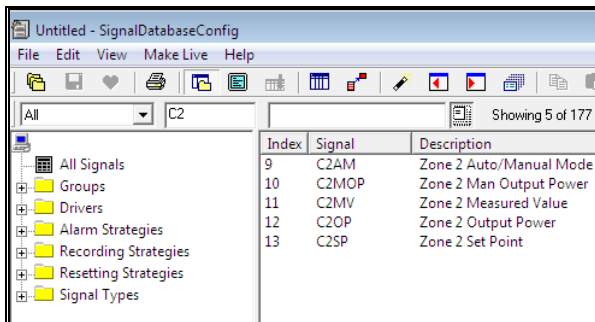 Untitled - SignalDatabaseConfig
File Edit View Make Live Help
All C2 Showing 5 of 177
Index Signal Description
All Signals
Groups
Drivers
Alarm Strategies
Recording Strategies
Resetting Strategies
Signal Types
9 C2AM Zone 2 Auto/Manual Mode
10 C2MOP Zone 2 Man Output Power
11 C2MV Zone 2 Measured Value
12 C2OP Zone 2 Output Power
13 C2SP Zone 2 Set Point